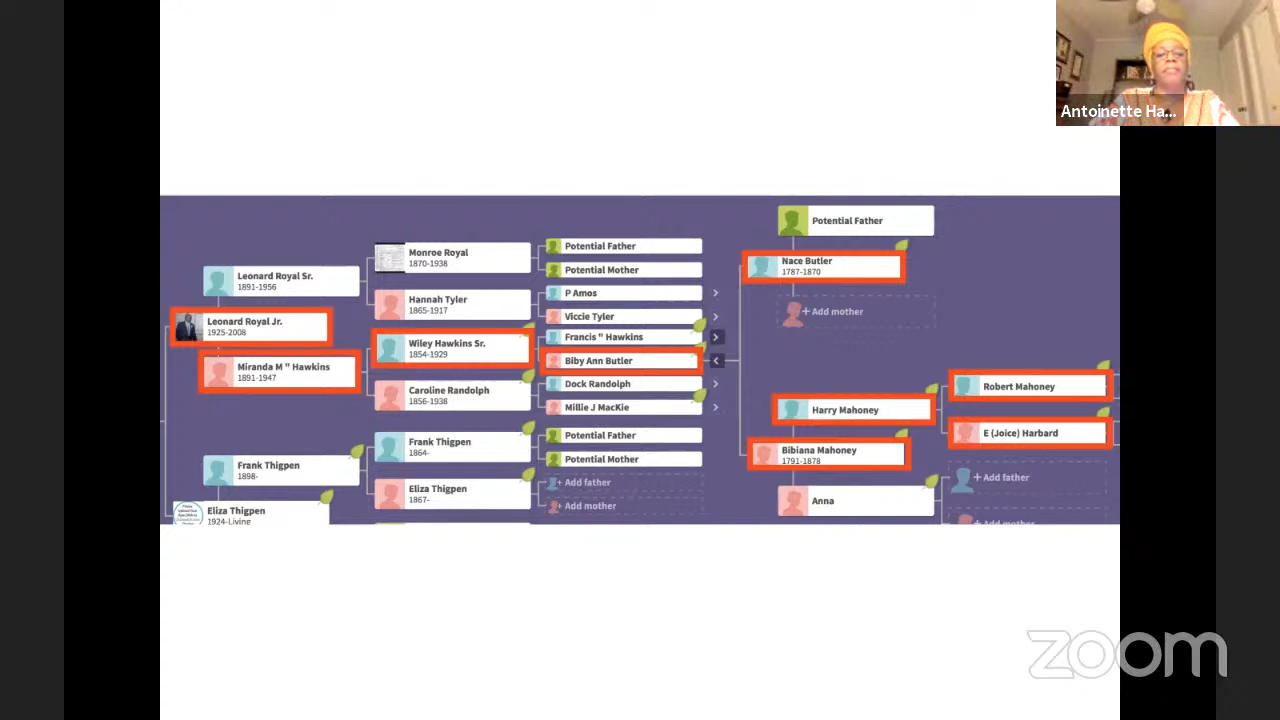 Antoinette Ha...
Potential Father
Nace Butler
1787-1870
+ Add mother
Monroe Royal
1870-1938
Potential Father
Potential Mother
Leonard Royal Sr.
1891-1956
Hannah Tyler
1865-1917
P Amos
Viccie Tyler
Leonard Royal Jr.
1925-2008
Wiley Hawkins Sr.
1854-1929
Francis " Hawkins
Biby Ann Butler
Miranda M " Hawkins
1891-1947
Caroline Randolph
1856-1938
Dock Randolph
Millie J MacKie
Harry Mahoney
Robert Mahoney
E (Joice) Harbard
Bibiana Mahoney
1791-1878
Frank Thigpen
1864-
Potential Father
Potential Mother
Frank Thigpen
1898-
Eliza Thigpen
1867-
+ Add father
+ Add mother
Anna
+ Add father
+ Add mother
Eliza Thigpen
1924-Living
zoom